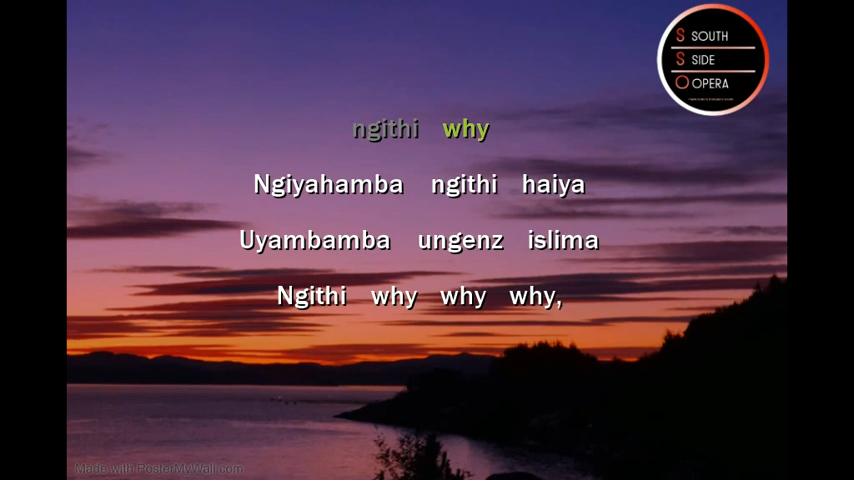 S SOUTH
S SIDE
O OPERA
ngithi why
Ngiyahamba ngithi haiya
Uyambamba ungenz islima
Ngithi why why why,
Made with PosterMyWall.com